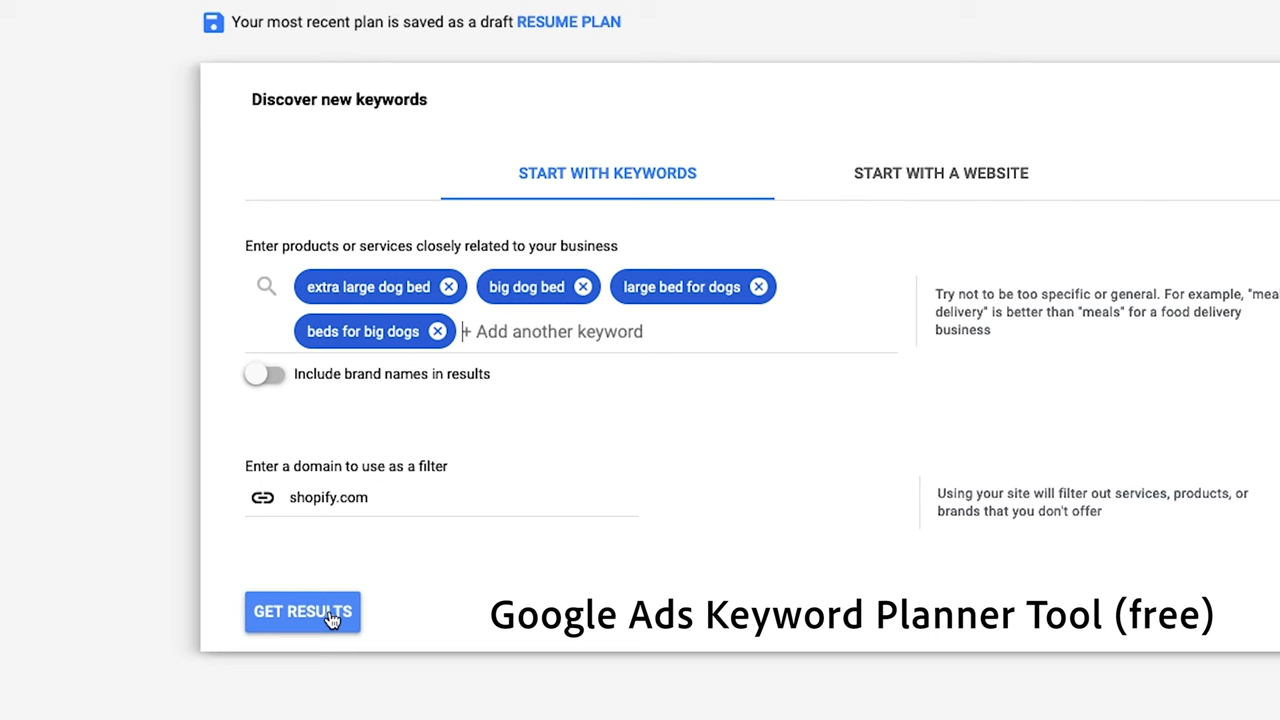 Your most recent plan is saved as a draft RESUME PLAN
Discover new keywords
START WITH KEYWORDS
START WITH A WEBSITE
Enter products or services closely related to your business
extra large dog bed
big dog bed
large bed for dogs
beds for big dogs
+ Add another keyword
Try not to be too specific or general. For example, "mea
delivery" is better than "meals" for a food delivery
business
Include brand names in results
Enter a domain to use as a filter
shopify.com
Using your site will filter out services, products, or
brands that you don't offer
GET RESULTS
Google Ads Keyword Planner Tool (free)